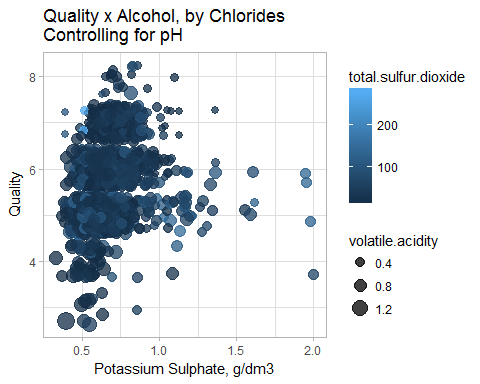 Quality x Alcohol, by Chlorides
Controlling for pH
total.sulfur.dioxide
200
100
volatile.acidity
0.4
0.8
1.2
Quality
8
6
4
0.5 1.0 1.5 2.0
Potassium Sulphate, g/dm3